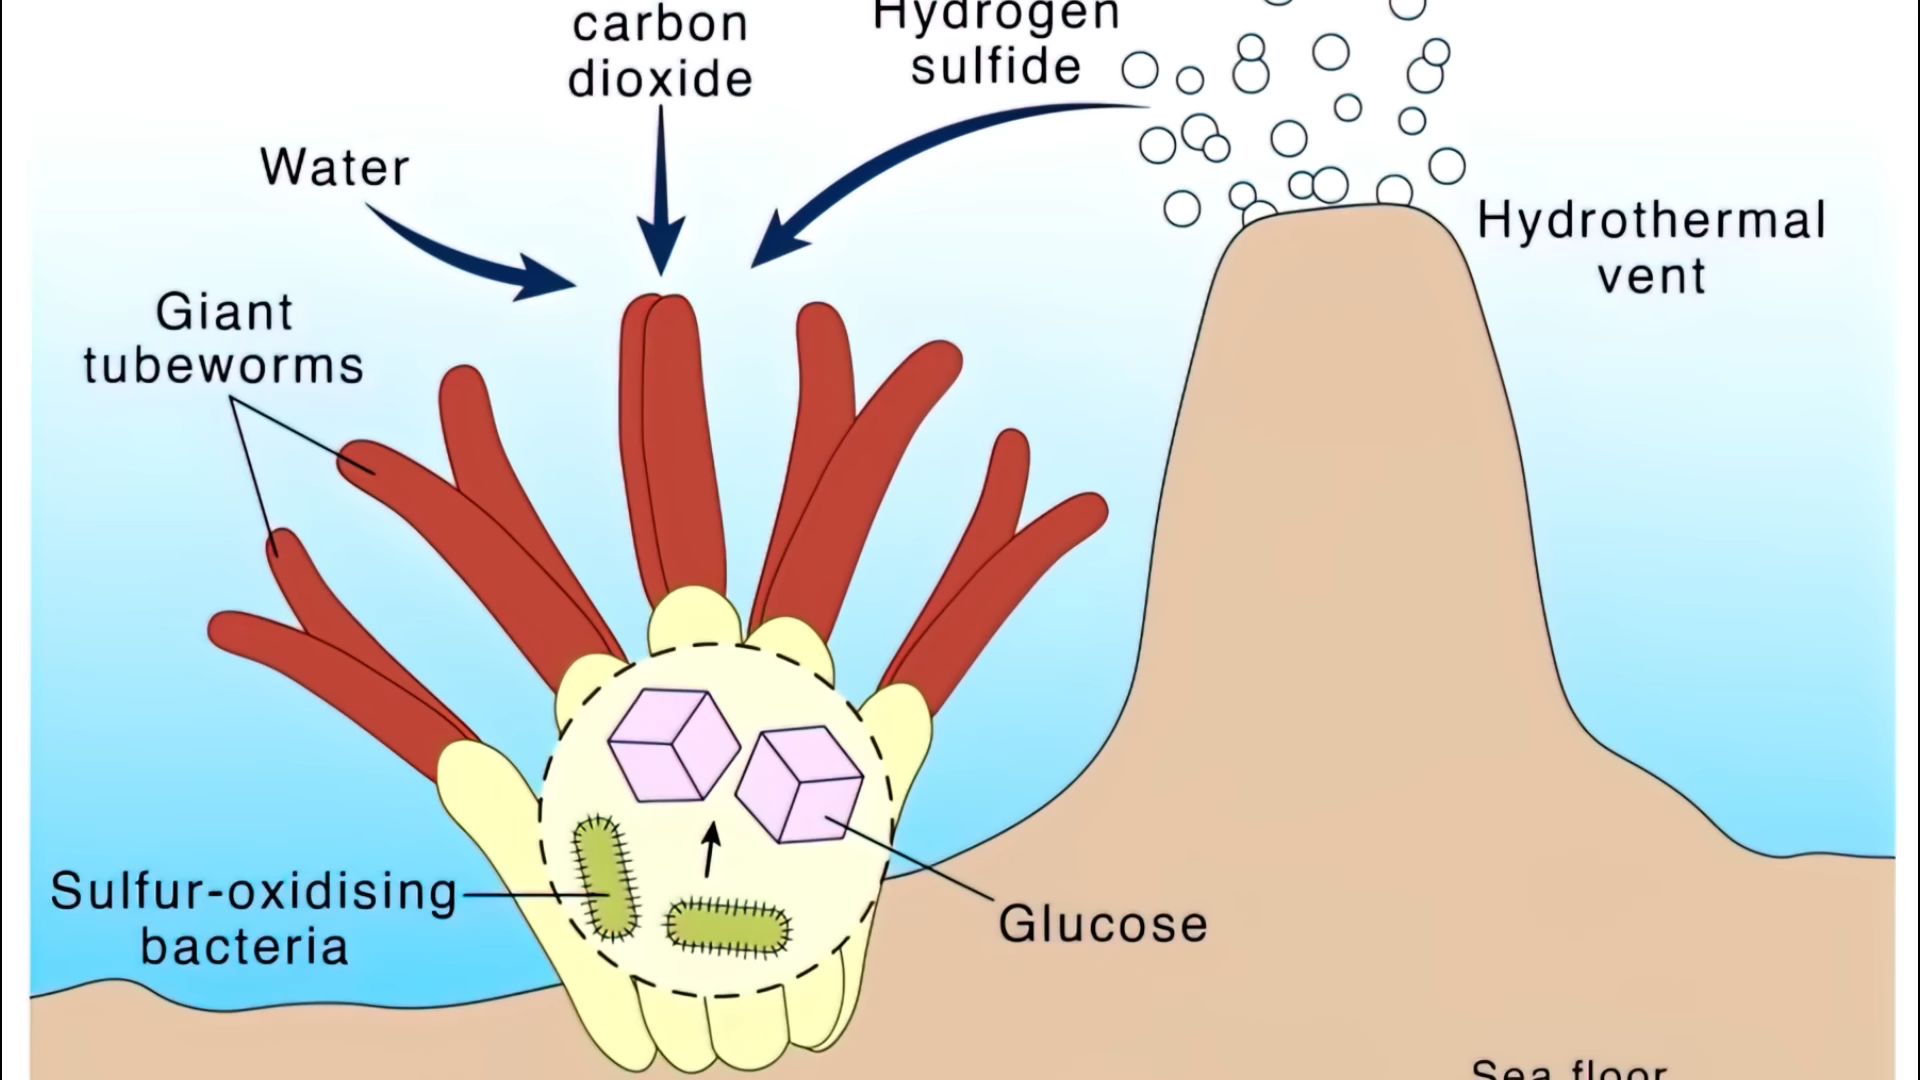 carbon
dioxide
Hydrogen
sulfide
Water
Hydrothermal
vent
Giant
tubeworms
Sulfur-oxidising
bacteria
Glucose
Sea floor